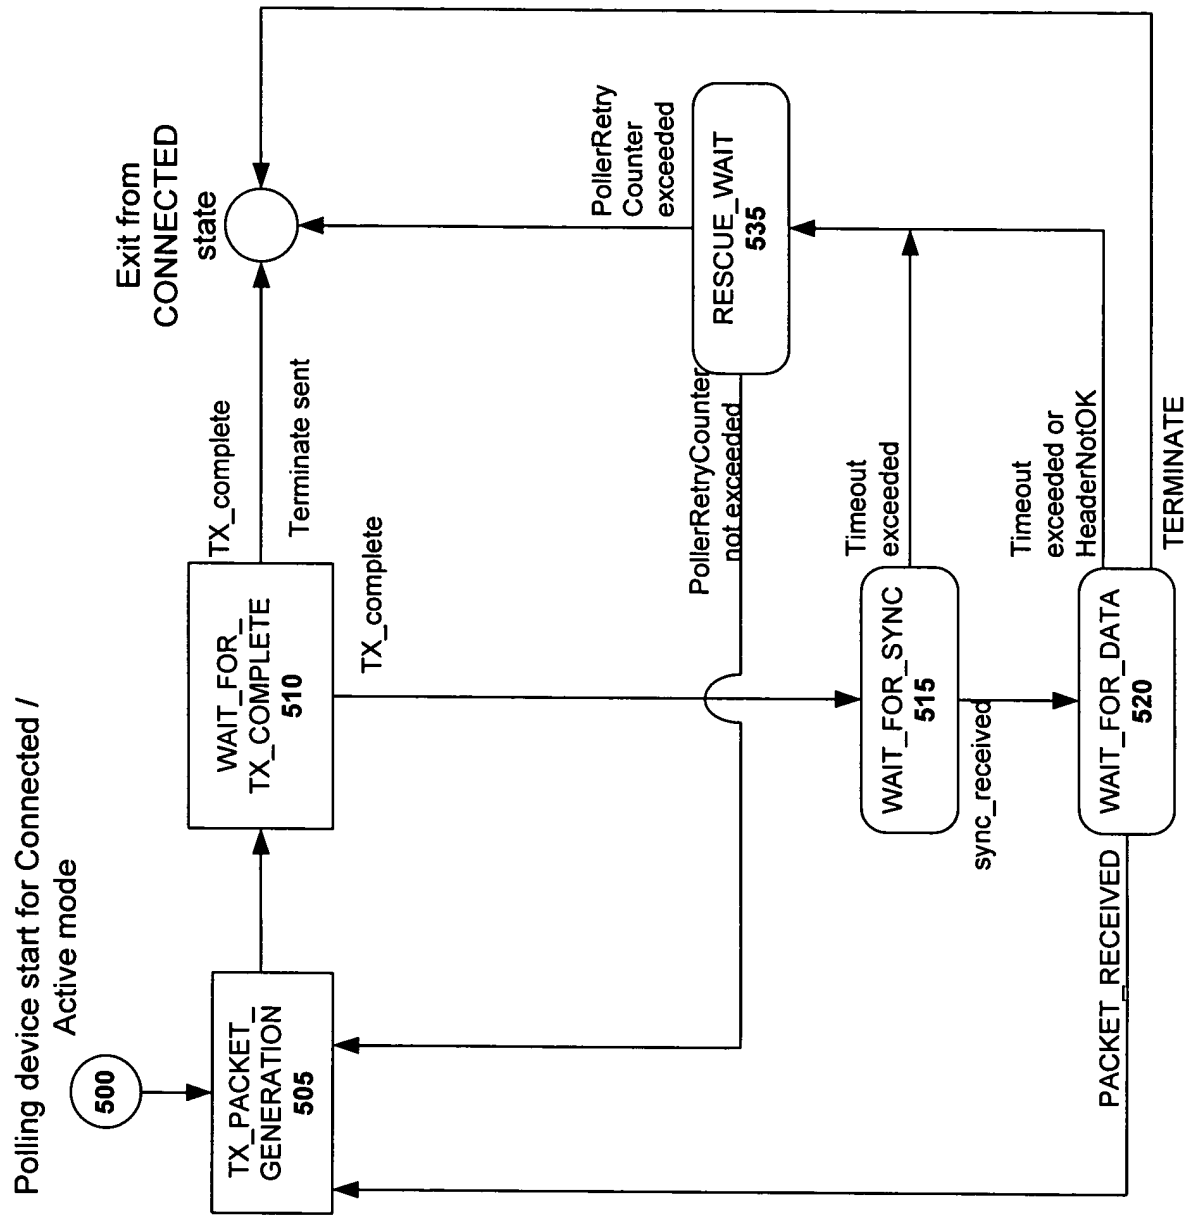 Polling device start for Connected /
Active mode
500
TX_PACKET_
GENERATION
505
WAIT_FOR_
TX_COMPLETE
510
TX_complete
Terminate sent
TX_complete
Exit from
CONNECTED
state
PollerRetry
Counter
exceeded
RESCUE_WAIT
535
PollerRetryCounter
not exceeded
Timeout
exceeded
WAIT_FOR_SYNC
515
sync_received
Timeout
exceeded or
HeaderNotOK
WAIT_FOR_DATA
520
TERMINATE
PACKET_RECEIVED